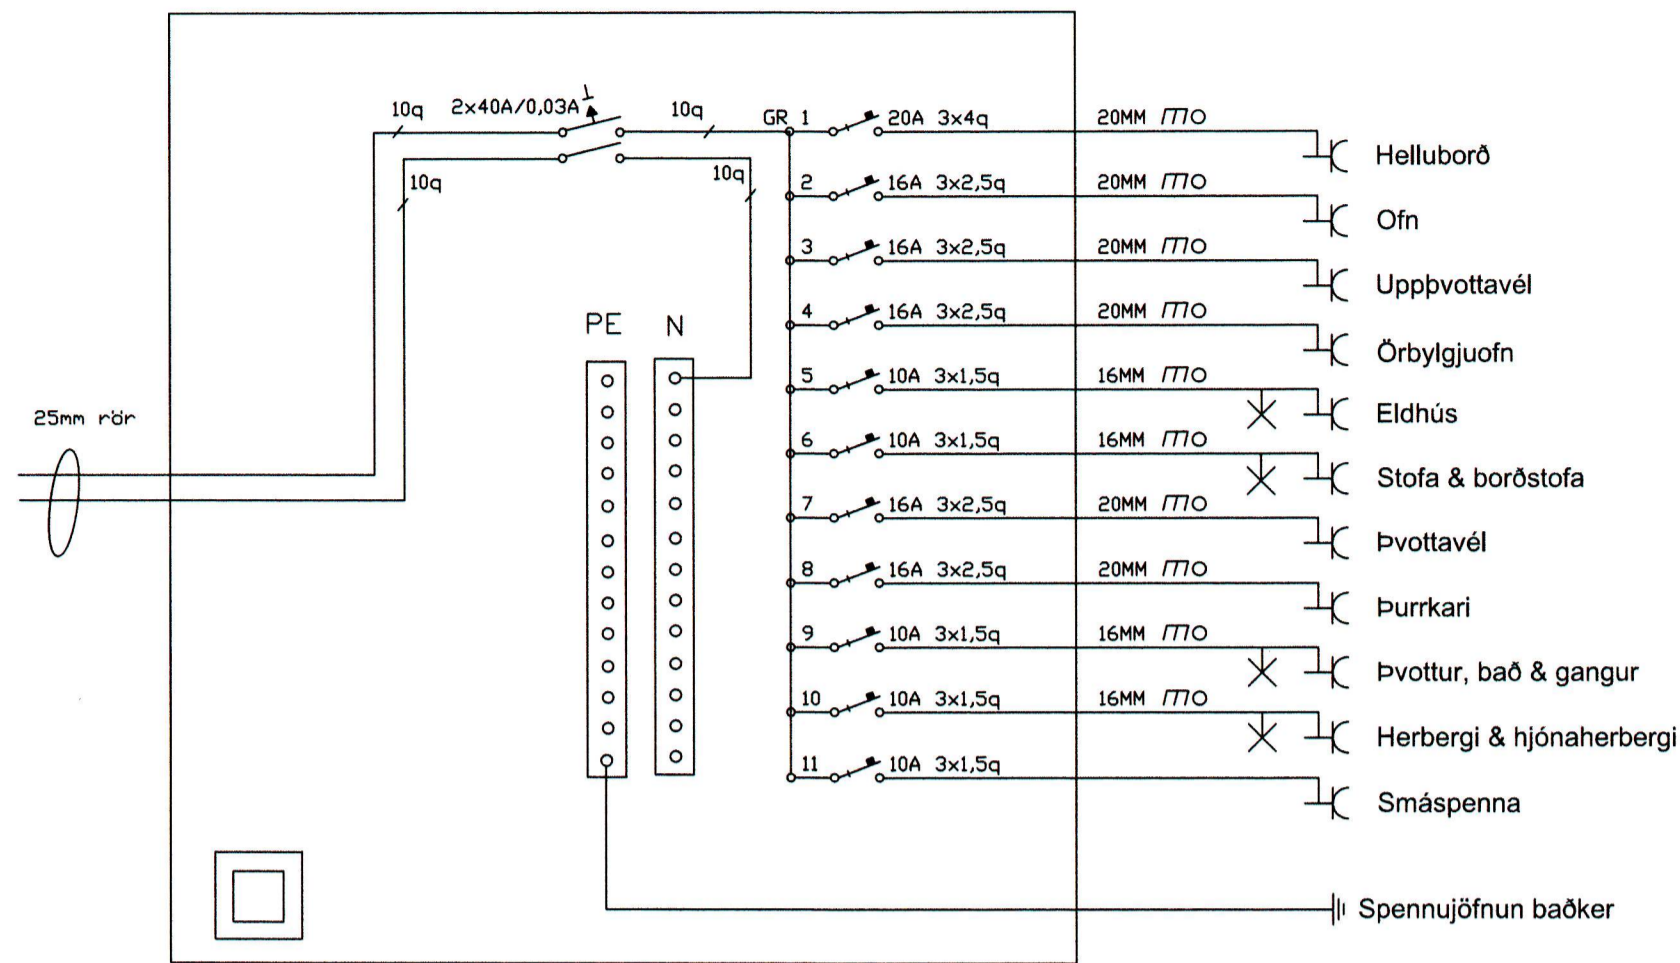 10q 2x40A/0,03A 10q GR 1 20A 3x4q 20MM
Helluborð
10q 10q 2 16A 3x2,5q 20MM
Ofn
3 16A 3x2,5q 20MM
Uppþvottavél
PE N 4 16A 3x2,5q 20MM
Örbylgjuofn
5 10A 3x1,5q 16MM
25mm rör Eldhús
6 10A 3x1,5q 16MM
Stofa & borðstofa
7 16A 3x2,5q 20MM
Þvottavél
8 16A 3x2,5q 20MM
Þurrkari
9 10A 3x1,5q 16MM
Þvottur, bað & gangur
10 10A 3x1,5q 16MM
Herbergi & hjónaherbergi
11 10A 3x1,5q
Smáspenna
Spennujöfnun baðker